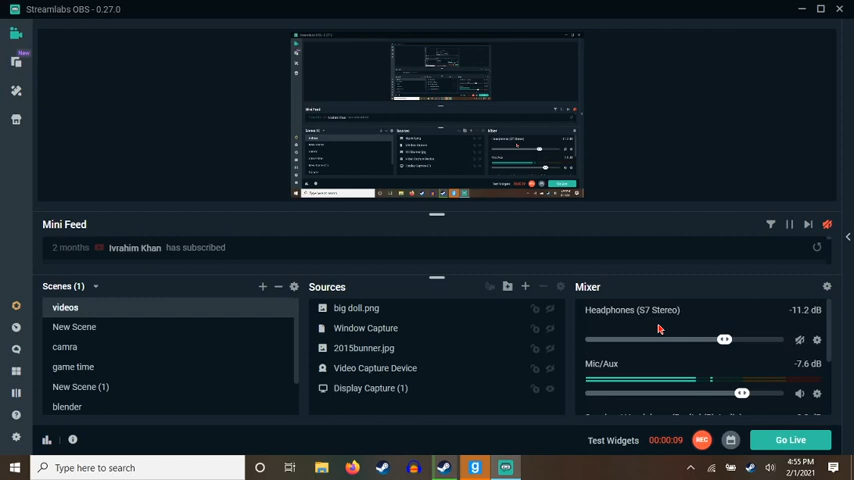 Streamlabs OBS - 0.27.0
New
Mini Feed
2 months Ivrahim Khan has subscribed
Scenes (1)
videos
New Scene
camra
game time
New Scene (1)
blender
Sources
big doll.png
Window Capture
2015bunner.jpg
Video Capture Device
Display Capture (1)
Mixer
Headphones (S7 Stereo) -11.2 dB
Mic/Aux -7.6 dB
Test Widgets 00:00:09 REC Go Live
Type here to search
4:55 PM
2/1/2021